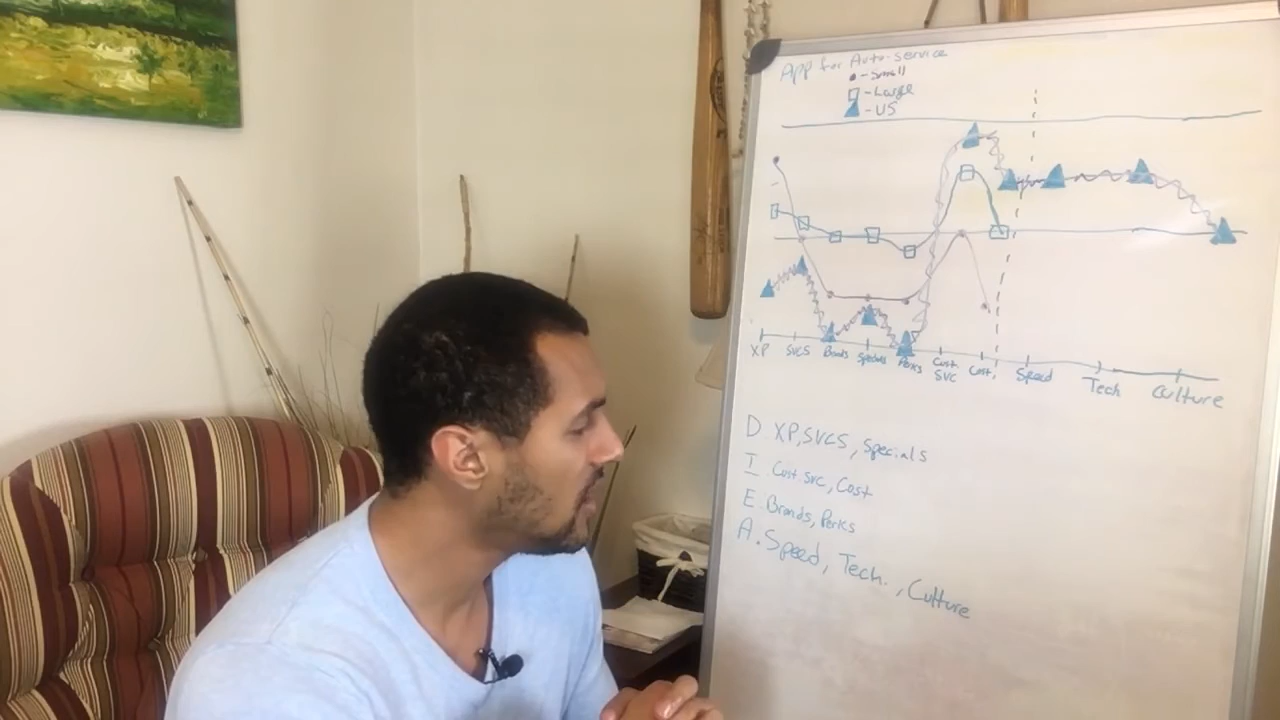 App for Auto-service
• - Small
□ - Large
▲ - US
XP SVCS Brands Specials Perks Cust. SVC Cost. Speed Tech Culture
D XP, SVCS, Specials
I. Cust. SVC, Cost
E. Brands, Perks
A. Speed, Tech. , Culture